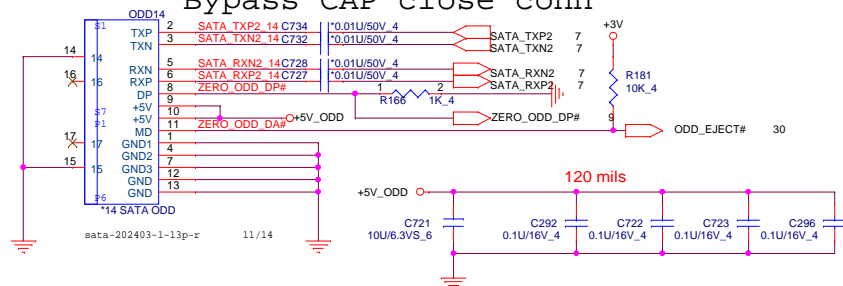 Bypass CAP close conn
ODD14
S1
TXP 2 SATA_TXP2_14 C734 *0.01U/50V_4 SATA_TXP2 7
TXN 3 SATA_TXN2_14 C732 *0.01U/50V_4 SATA_TXN2 7
+3V
14 14
RXN 5 SATA_RXN2_14 C728 *0.01U/50V_4 SATA_RXN2 7
16 16 RXP 6 SATA_RXP2_14 C727 *0.01U/50V_4 SATA_RXP2 7
R181
10K_4
DP 8 ZERO_ODD_DP# 1 R166 2 1K_4
+5V 9
S7 +5V 10 +5V_ODD ZERO_ODD_DP# 9
P1 MD 11 ZERO_ODD_DA# ODD_EJECT# 30
17 17 GND1 1
GND2 4
15 15 GND3 7
GND 12
P6 GND 13
*14 SATA ODD
sata-202403-1-13p-r 11/14
120 mils
+5V_ODD
C721 C292 C722 C723 C296
10U/6.3VS_6 0.1U/16V_4 0.1U/16V_4 0.1U/16V_4 0.1U/16V_4